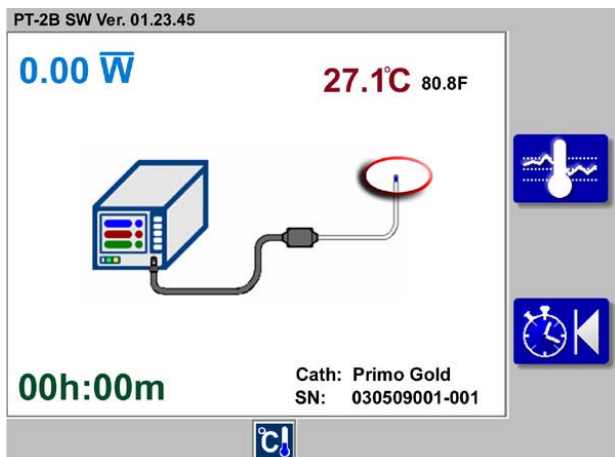 PT-2B SW Ver. 01.23.45
0.00 W
27.1°C 80.8F
00h:00m
Cath: Primo Gold
SN: 030509001-001
°C